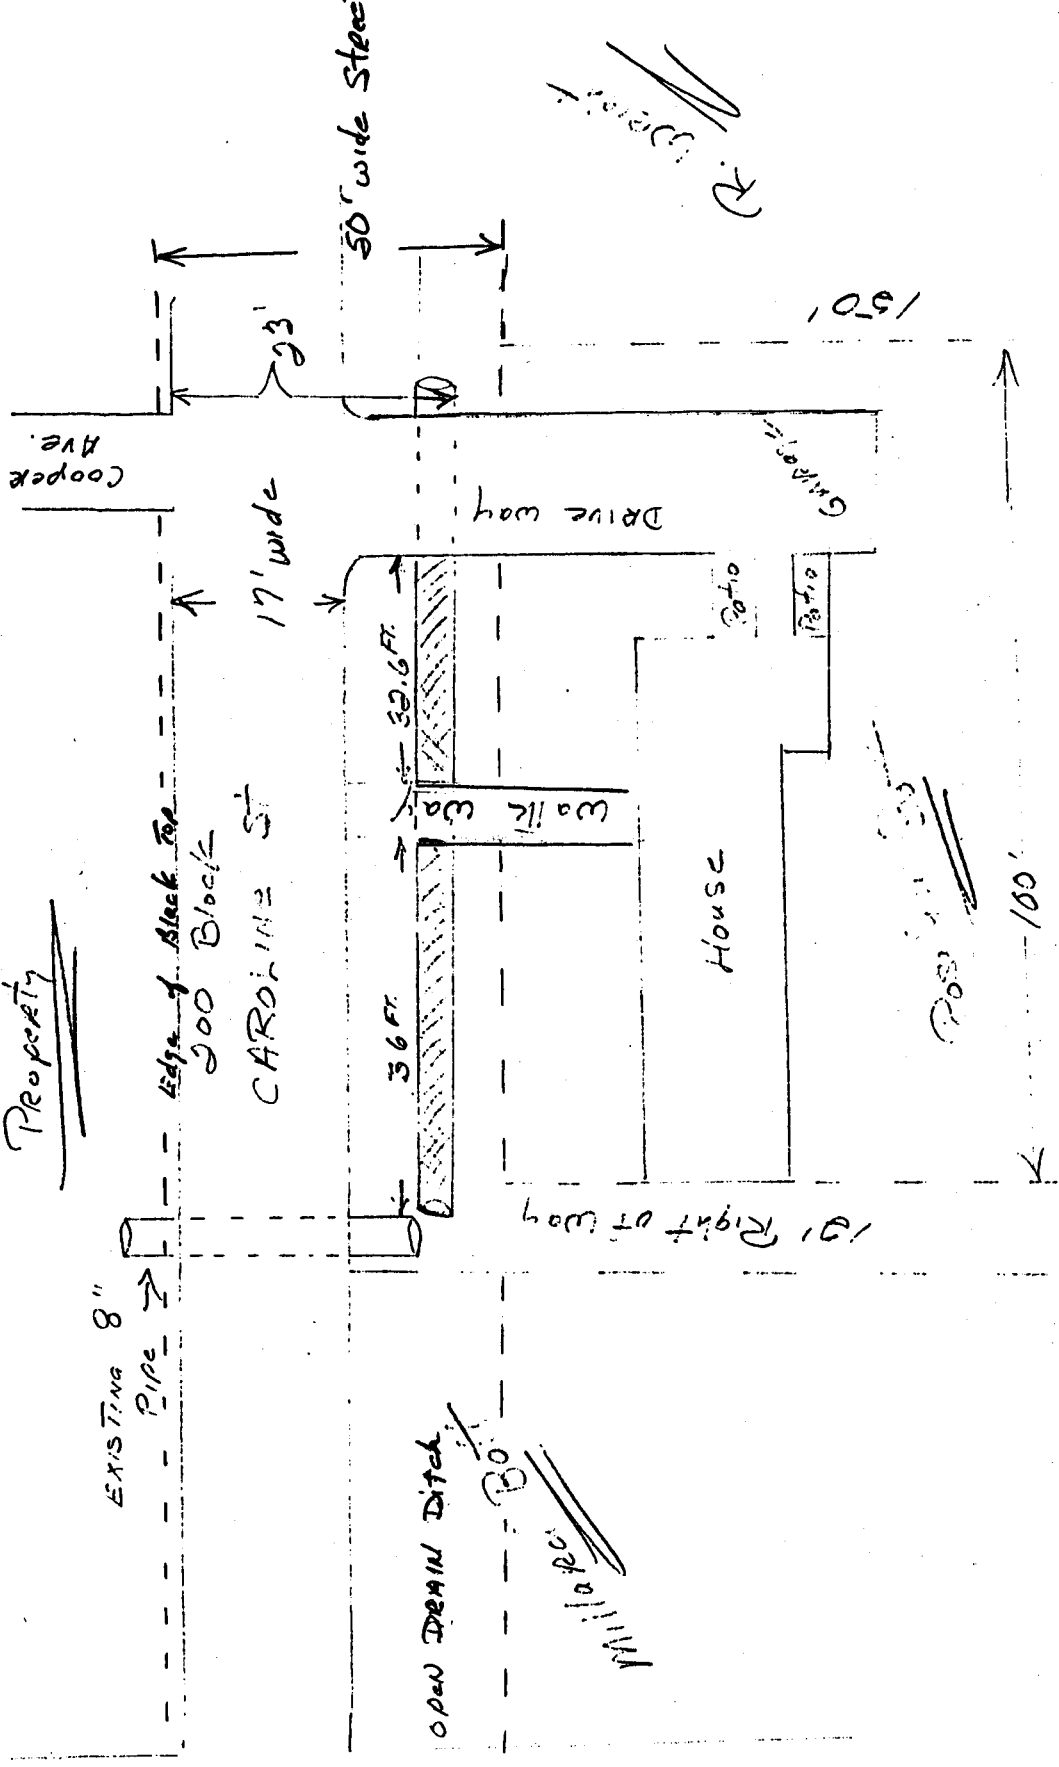 Property
Cooper
Ave.
50' wide Street
23'
17' wide
Edge of Black Top
200 Block
CAROLINE ST
EXISTING 8"
PIPE
36 FT.
32.6 FT.
Walk way
DRIVE way
Patio
Patio
House
OPEN DRAIN Ditch
Right of Way
150'
100'
R.